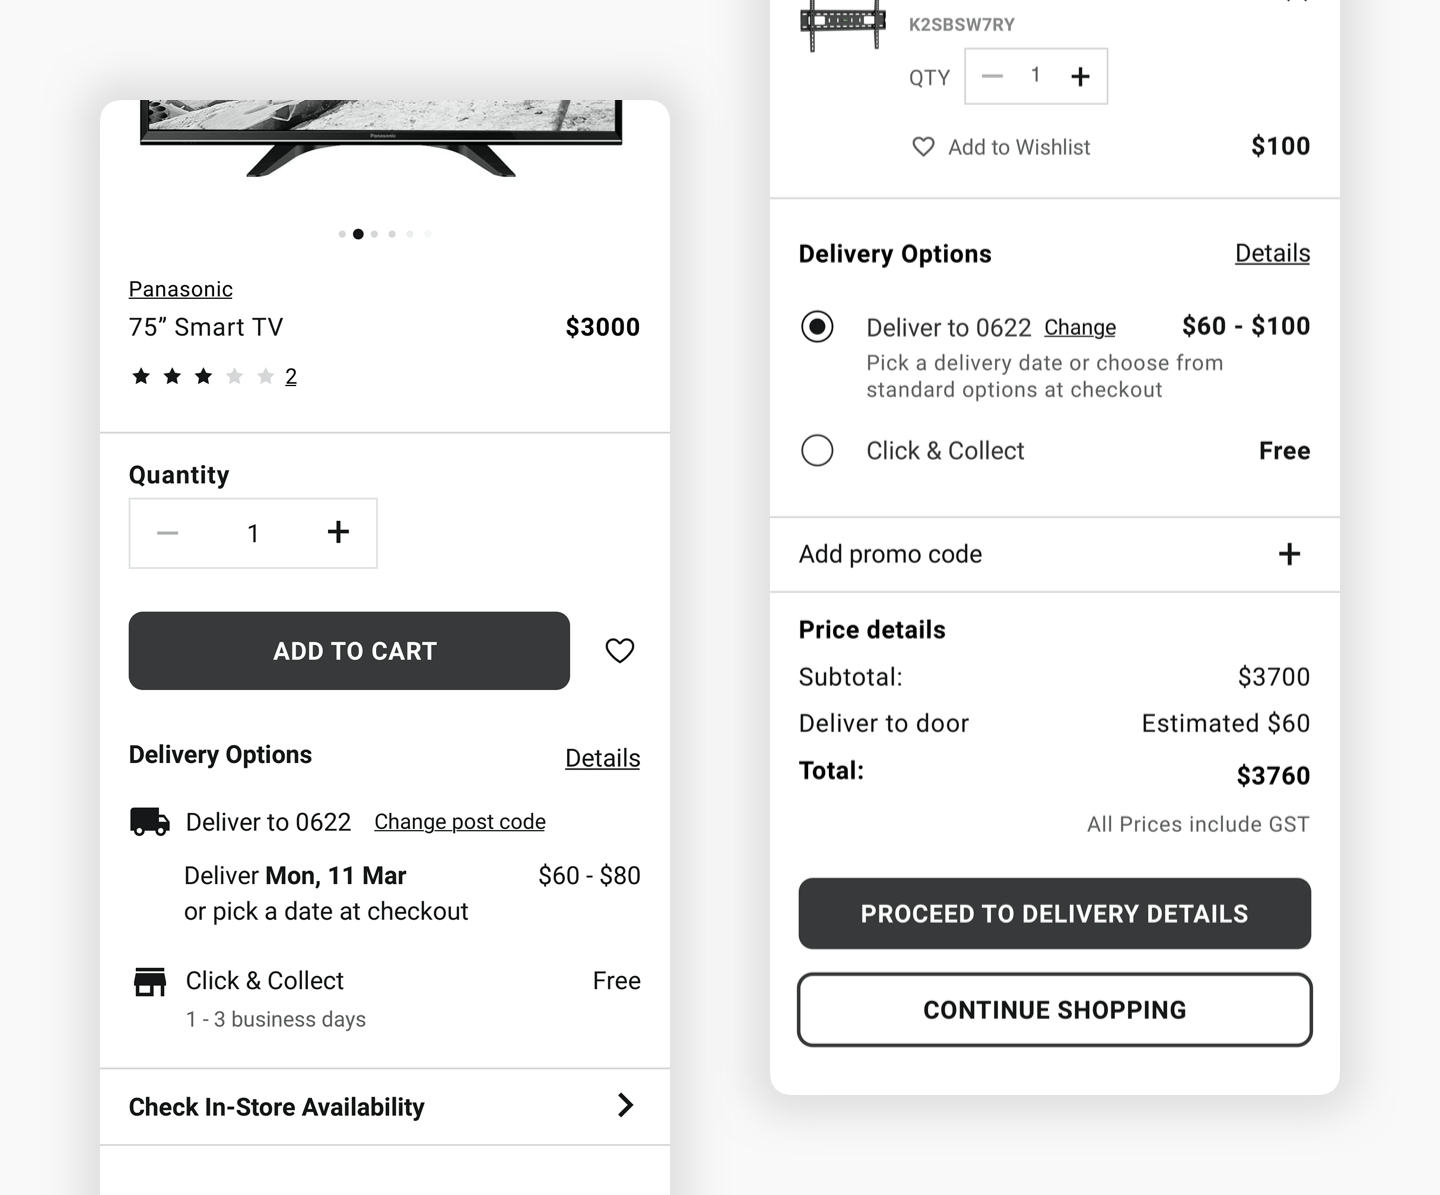 Panasonic
Panasonic
75” Smart TV
$3000
2
Quantity
1
ADD TO CART
Delivery Options
Details
Deliver to 0622 Change post code
Deliver Mon, 11 Mar
$60 - $80
or pick a date at checkout
Click & Collect
Free
1 - 3 business days
Check In-Store Availability
K2SBSW7RY
QTY
1
Add to Wishlist
$100
Delivery Options
Details
Deliver to 0622 Change
$60 - $100
Pick a delivery date or choose from
standard options at checkout
Click & Collect
Free
Add promo code
Price details
Subtotal:
$3700
Deliver to door
Estimated $60
Total:
$3760
All Prices include GST
PROCEED TO DELIVERY DETAILS
CONTINUE SHOPPING